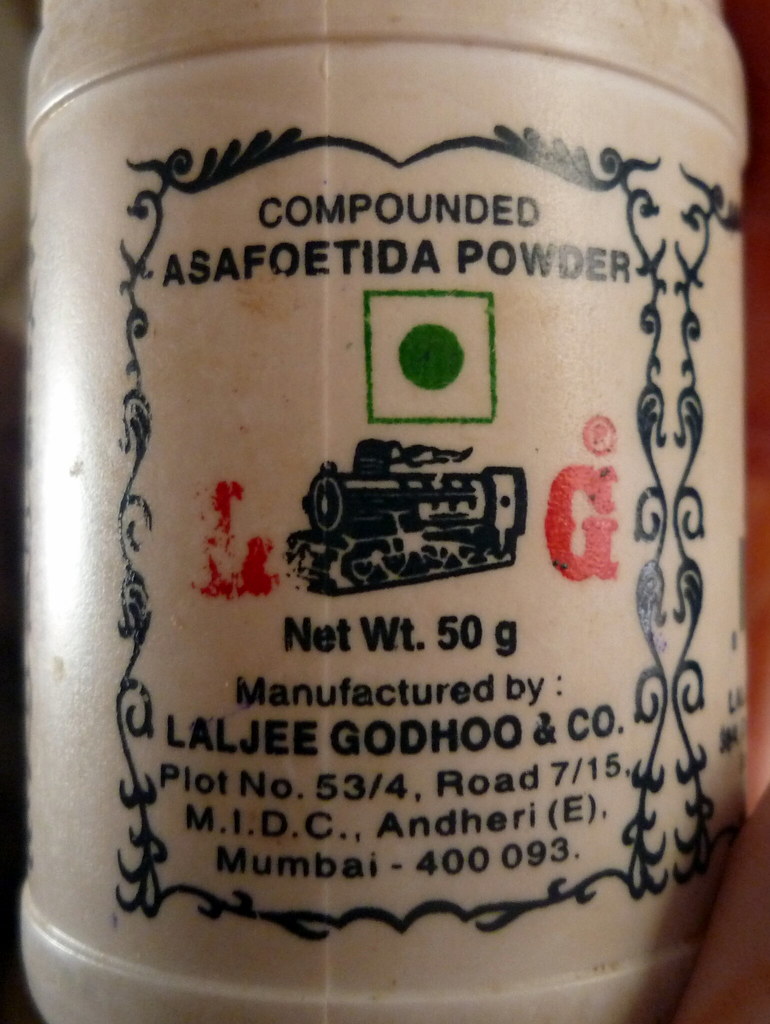 COMPOUNDED
ASAFOETIDA POWDER
L G ®
Net Wt. 50 g
Manufactured by :
LALJEE GODHOO & CO.
Plot No. 53/4, Road 7/15,
M.I.D.C., Andheri (E),
Mumbai - 400 093.